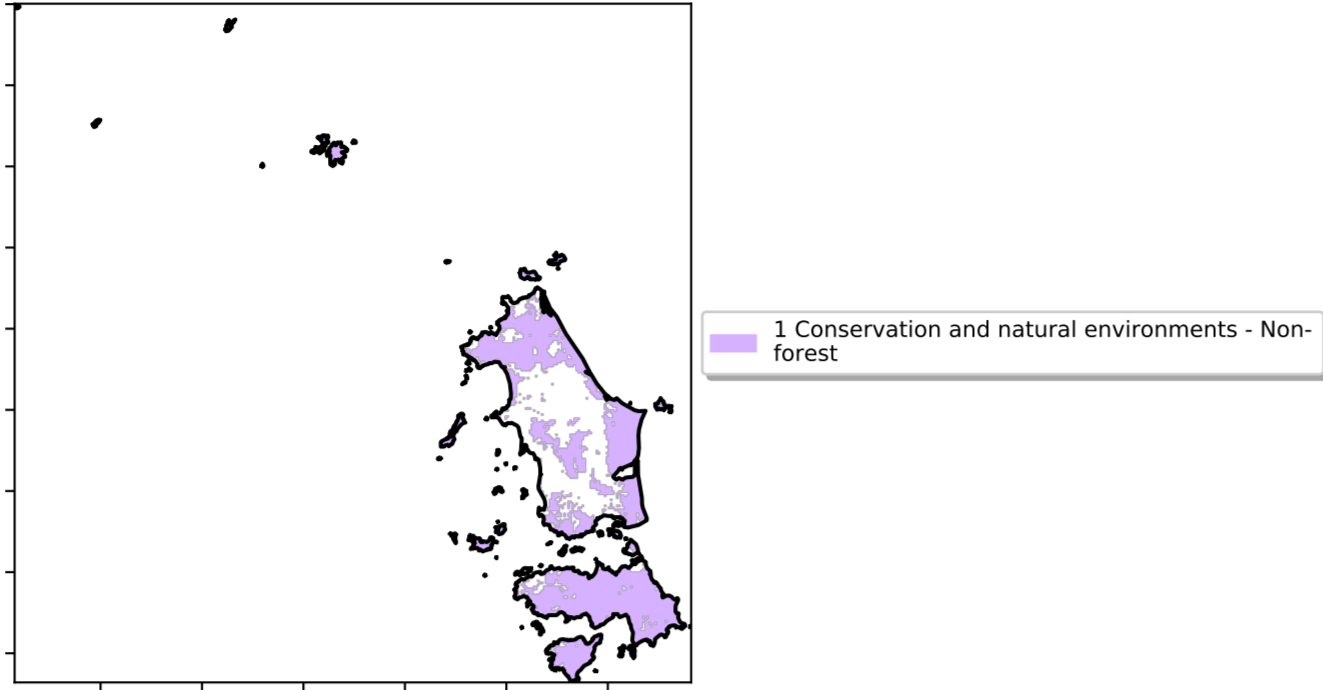 1 Conservation and natural environments - Non-
forest